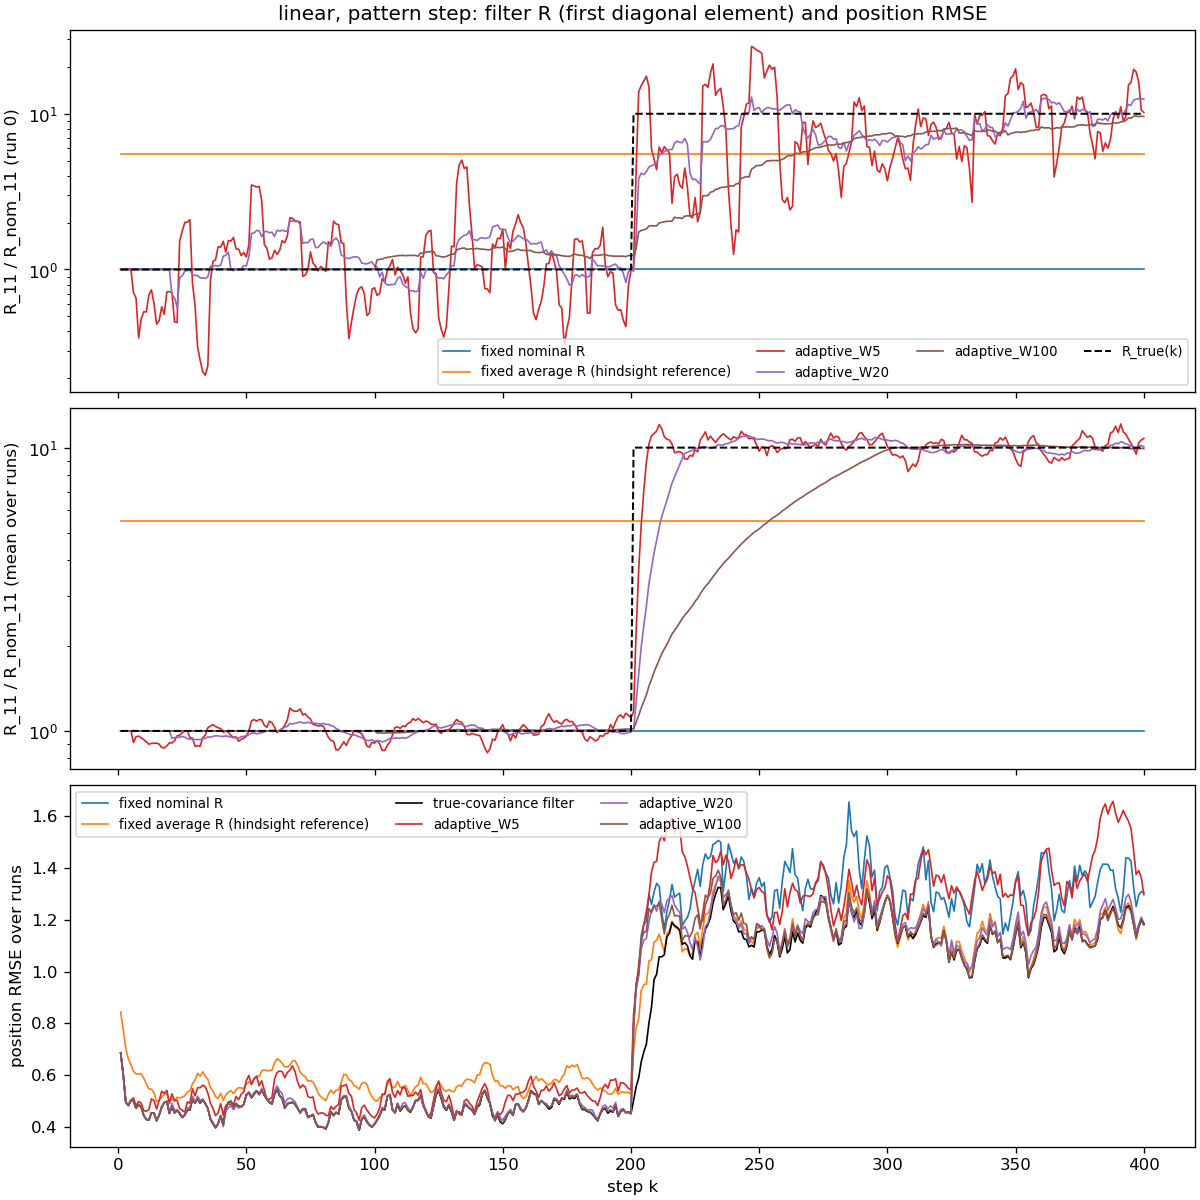 linear, pattern step: filter R (first diagonal element) and position RMSE
R_11 / R_nom_11 (run 0)
10¹
10⁰
fixed nominal R
fixed average R (hindsight reference)
adaptive_W5
adaptive_W20
adaptive_W100
R_true(k)
R_11 / R_nom_11 (mean over runs)
10¹
10⁰
position RMSE over runs
1.6
1.4
1.2
1.0
0.8
0.6
0.4
fixed nominal R
fixed average R (hindsight reference)
true-covariance filter
adaptive_W5
adaptive_W20
adaptive_W100
0 50 100 150 200 250 300 350 400
step k